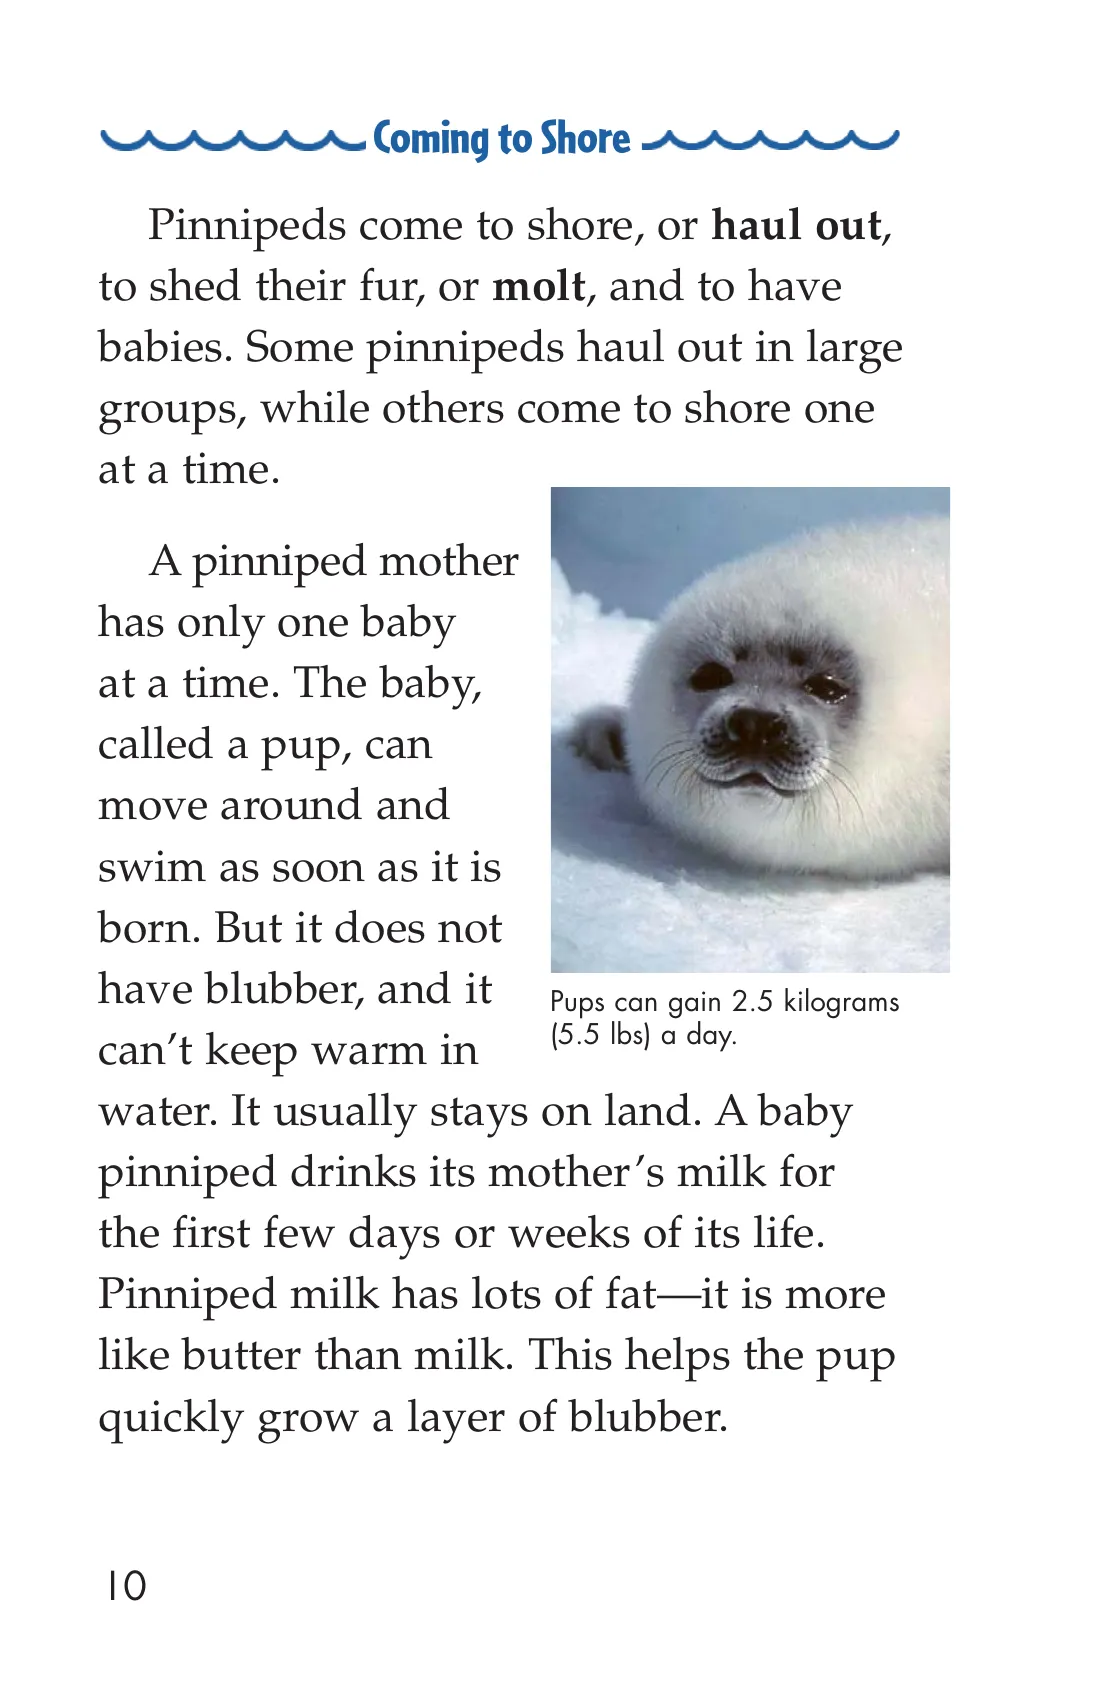 Coming to Shore
Pinnipeds come to shore, or haul out,
to shed their fur, or molt, and to have
babies. Some pinnipeds haul out in large
groups, while others come to shore one
at a time.
A pinniped mother
has only one baby
at a time. The baby,
called a pup, can
move around and
swim as soon as it is
born. But it does not
have blubber, and it
can’t keep warm in
water. It usually stays on land. A baby
pinniped drinks its mother’s milk for
the first few days or weeks of its life.
Pinniped milk has lots of fat—it is more
like butter than milk. This helps the pup
quickly grow a layer of blubber.
Pups can gain 2.5 kilograms
(5.5 lbs) a day.
10